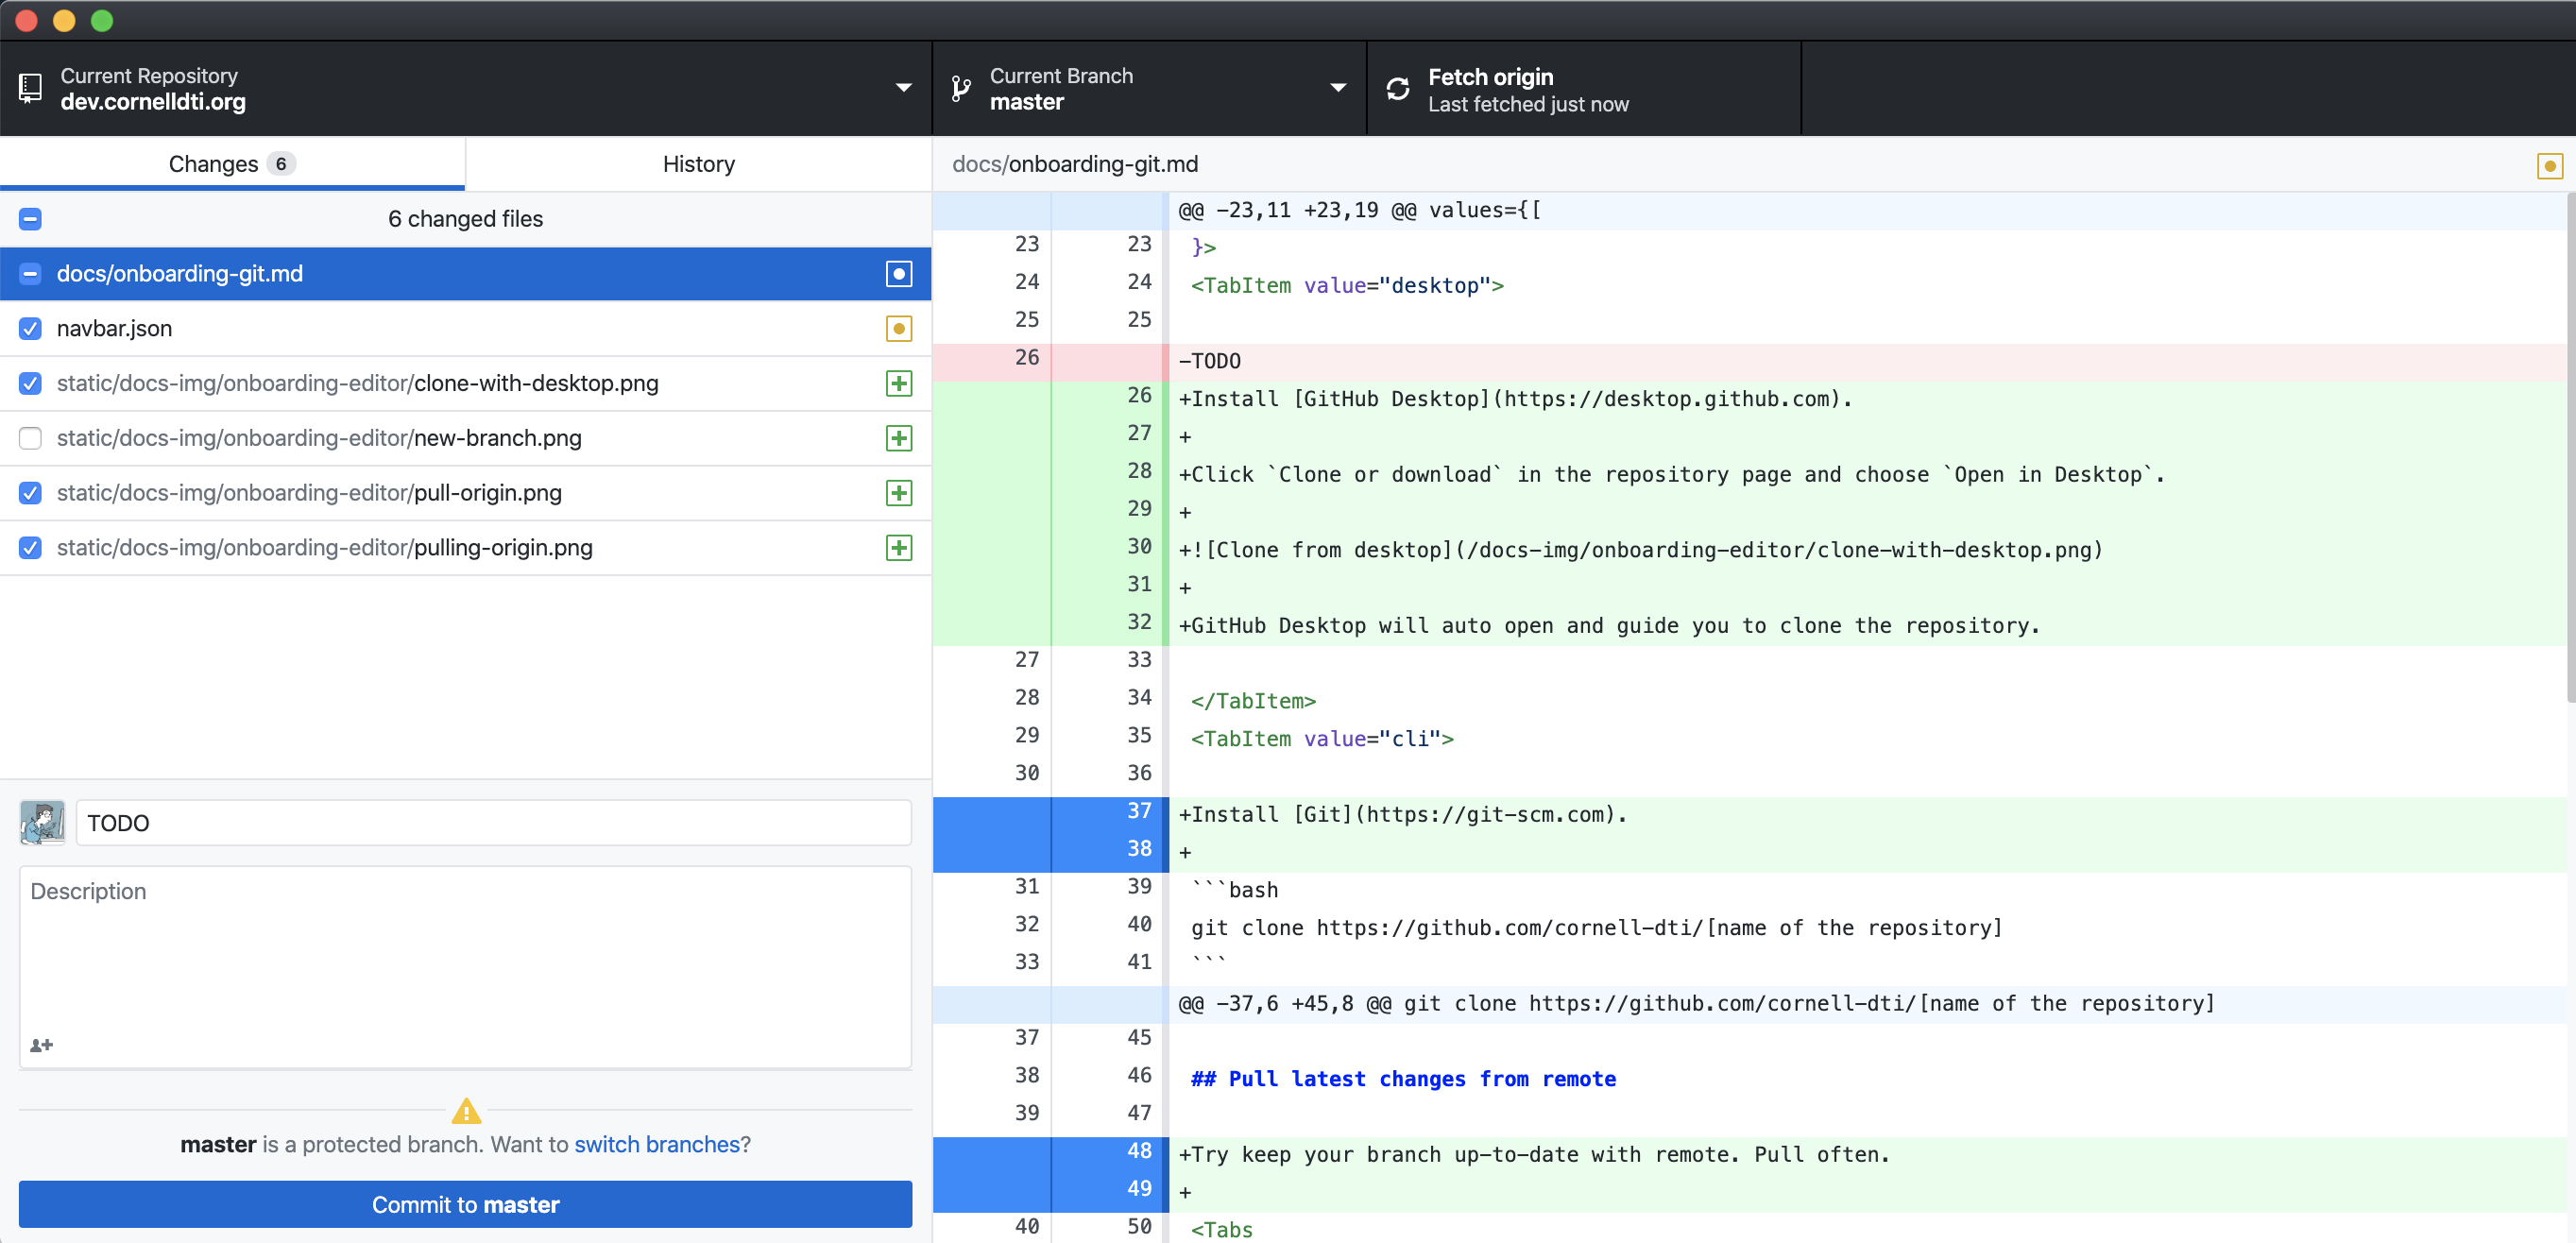 Current Repository
dev.cornelldti.org
Current Branch
master
Fetch origin
Last fetched just now
Changes 6
History
6 changed files
docs/onboarding-git.md
navbar.json
static/docs-img/onboarding-editor/clone-with-desktop.png
static/docs-img/onboarding-editor/new-branch.png
static/docs-img/onboarding-editor/pull-origin.png
static/docs-img/onboarding-editor/pulling-origin.png
TODO
Description
master is a protected branch. Want to switch branches?
Commit to master
docs/onboarding-git.md
@@ -23,11 +23,19 @@ values={[
23 23 }>
24 24 <TabItem value="desktop">
25 25
26 -TODO
26 +Install [GitHub Desktop](https://desktop.github.com).
27 +
28 +Click `Clone or download` in the repository page and choose `Open in Desktop`.
29 +
30 +![Clone from desktop](/docs-img/onboarding-editor/clone-with-desktop.png)
31 +
32 +GitHub Desktop will auto open and guide you to clone the repository.
27 33
28 34 </TabItem>
29 35 <TabItem value="cli">
30 36
37 +Install [Git](https://git-scm.com).
38 +
31 39 ```bash
32 40 git clone https://github.com/cornell-dti/[name of the repository]
33 41 ```
@@ -37,6 +45,8 @@ git clone https://github.com/cornell-dti/[name of the repository]
37 45
38 46 ## Pull latest changes from remote
39 47
48 +Try keep your branch up-to-date with remote. Pull often.
49 +
40 50 <Tabs